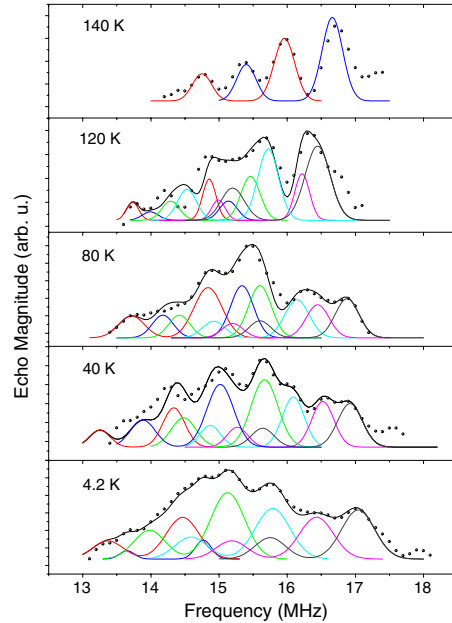 140 K
120 K
80 K
40 K
4.2 K
Echo Magnitude (arb. u.)
13 14 15 16 17 18
Frequency (MHz)